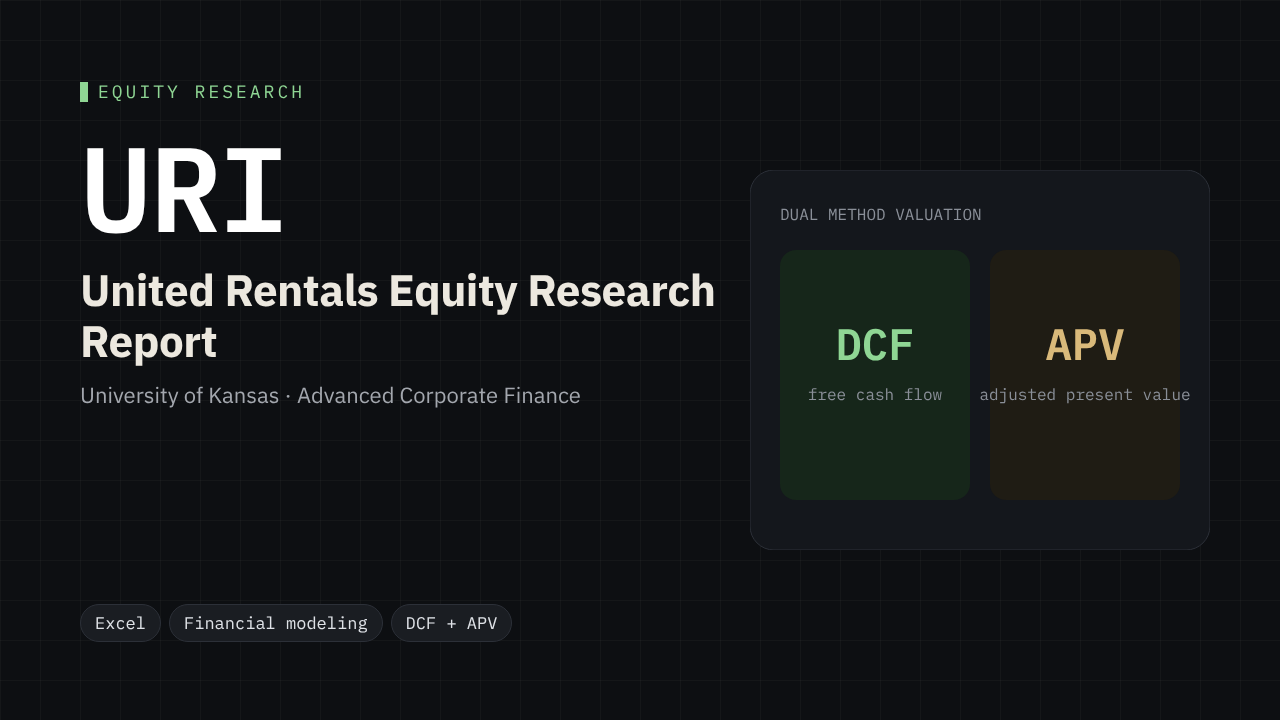 EQUITY RESEARCH
URI
United Rentals Equity Research
Report
University of Kansas · Advanced Corporate Finance
DUAL METHOD VALUATION
DCF
free cash flow
APV
adjusted present value
Excel
Financial modeling
DCF + APV